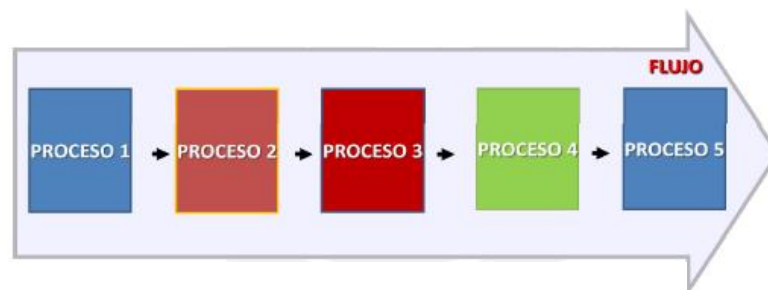 FLUJO
PROCESO 1
PROCESO 2
PROCESO 3
PROCESO 4
PROCESO 5